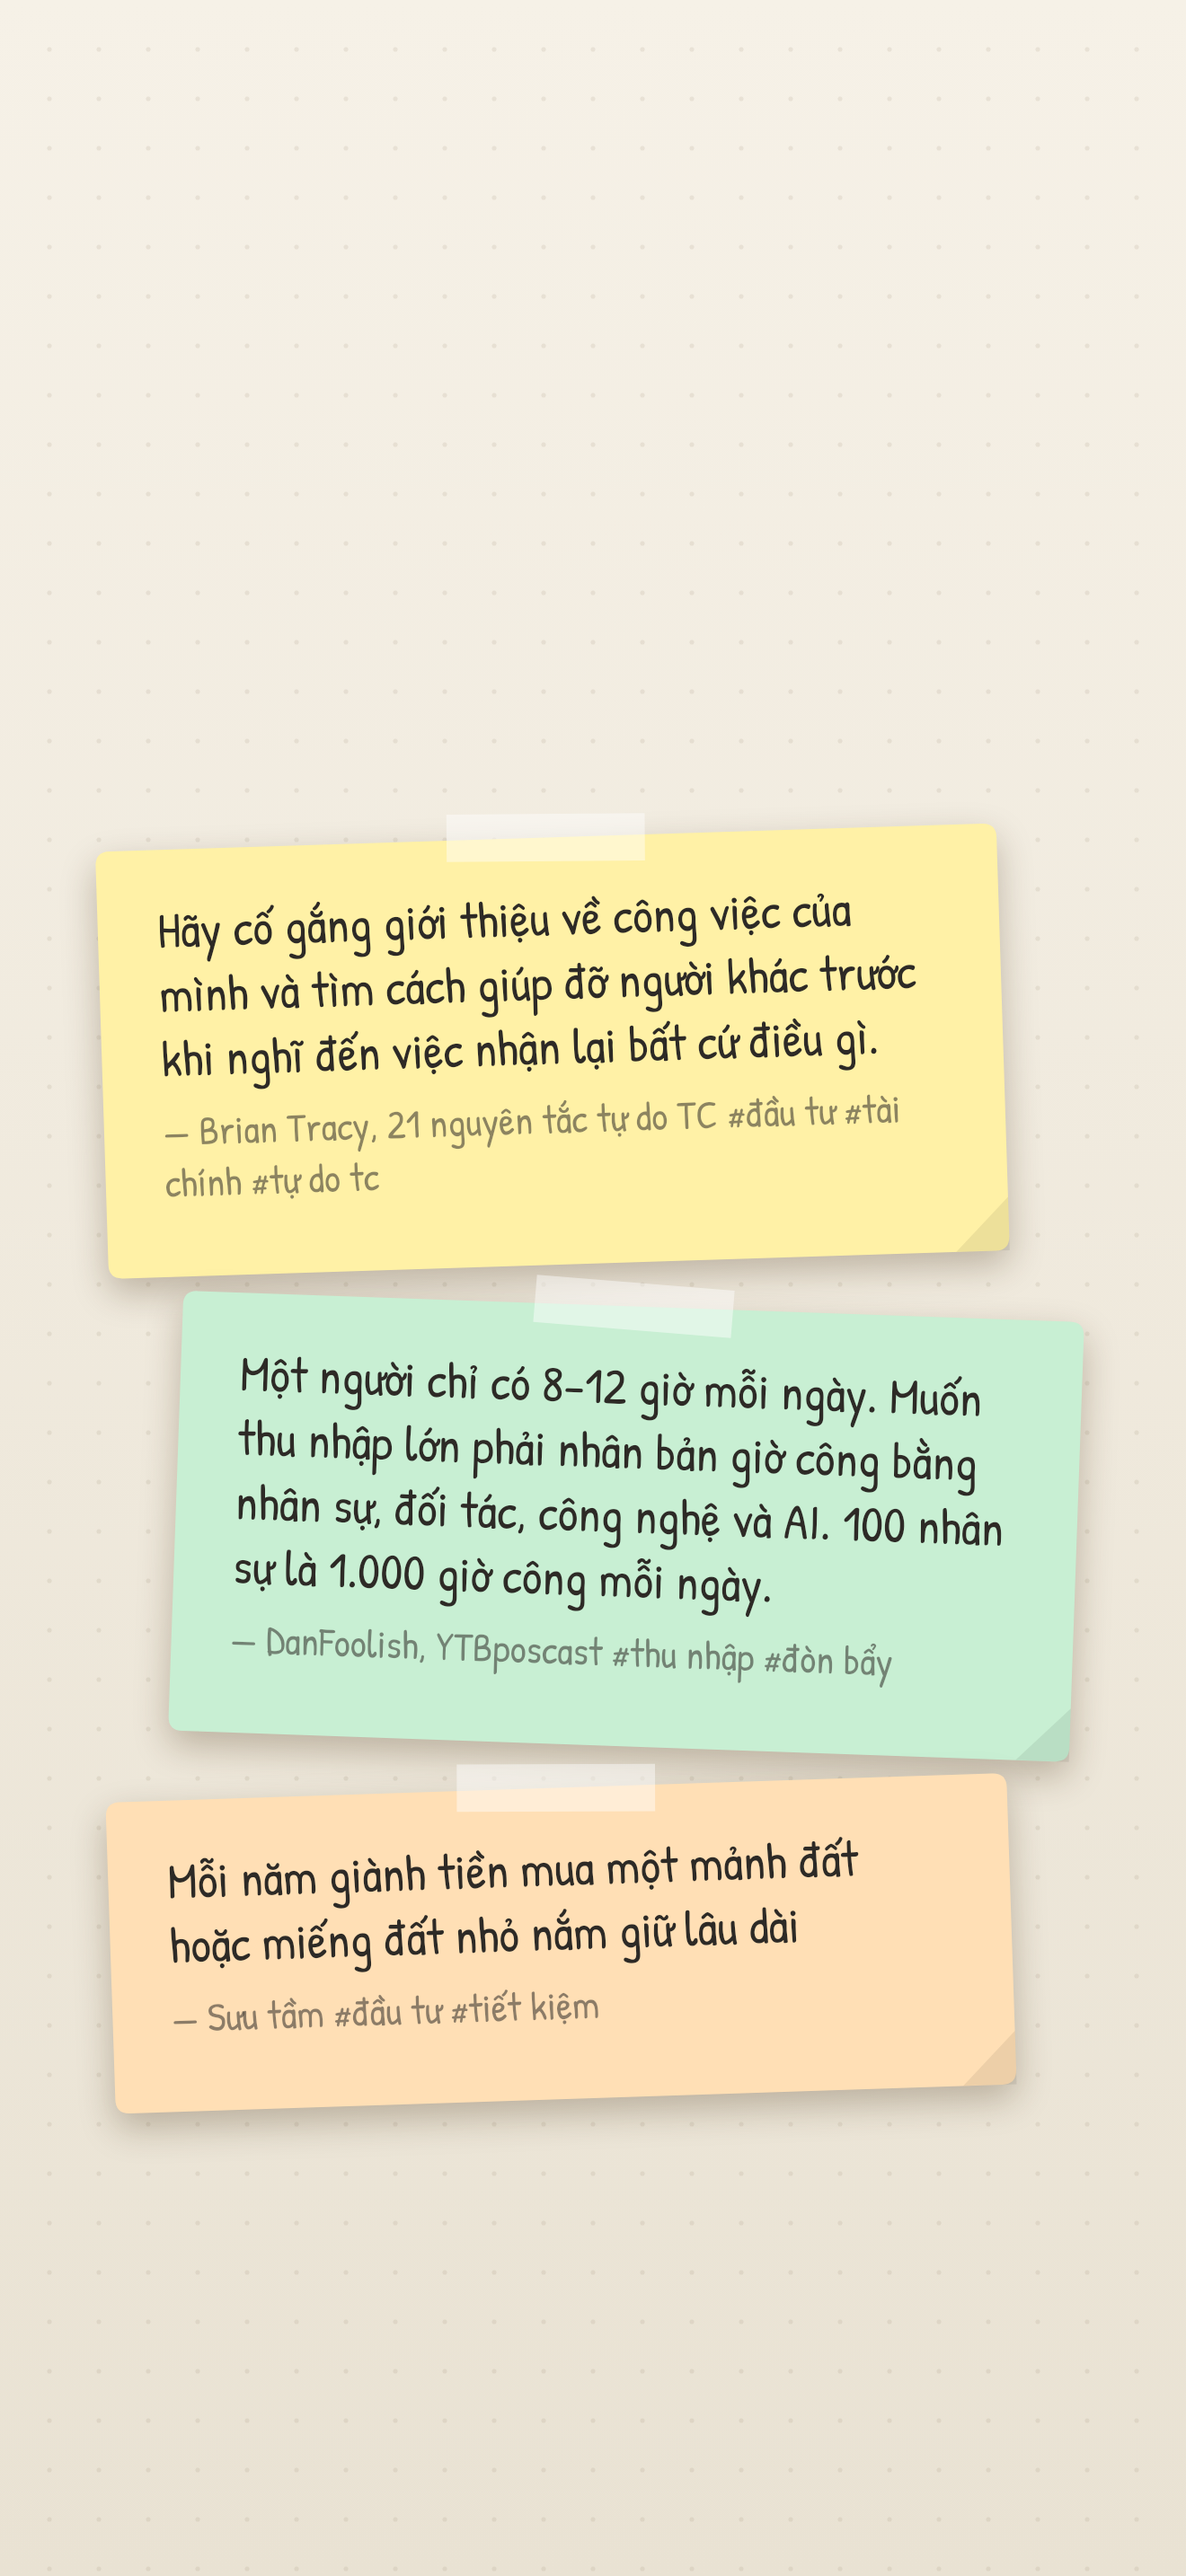 Hãy cố gắng giới thiệu về công việc của
mình và tìm cách giúp đỡ người khác trước
khi nghĩ đến việc nhận lại bất cứ điều gì.
— Brian Tracy, 21 nguyên tắc tự do TC #đầu tư #tài
chính #tự do tc
Một người chỉ có 8–12 giờ mỗi ngày. Muốn
thu nhập lớn phải nhân bản giờ công bằng
nhân sự, đối tác, công nghệ và AI. 100 nhân
sự là 1.000 giờ công mỗi ngày.
— DanFoolish, YTBposcast #thu nhập #đòn bẩy
Mỗi năm giành tiền mua một mảnh đất
hoặc miếng đất nhỏ nắm giữ lâu dài
— Sưu tầm #đầu tư #tiết kiệm